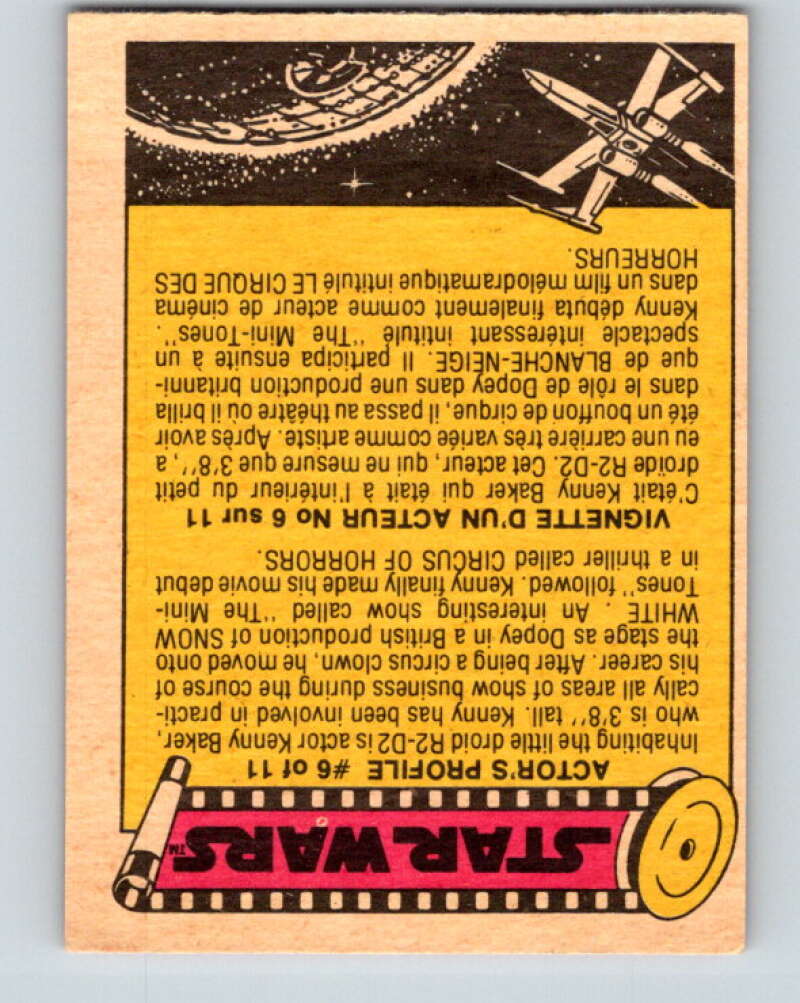 STAR WARS™
ACTOR'S PROFILE #6 of 11
Inhabiting the little droid R2-D2 is actor Kenny Baker,
who is 3'8'' tall. Kenny has been involved in practi-
cally all areas of show business during the course of
his career. After being a circus clown, he moved onto
the stage as Dopey in a British production of SNOW
WHITE . An interesting show called "The Mini-
Tones" followed. Kenny finally made his movie debut
in a thriller called CIRCUS OF HORRORS.
VIGNETTE D'UN ACTEUR No 6 sur 11
C'était Kenny Baker qui était à l'intérieur du petit
droïde R2-D2. Cet acteur, qui ne mesure que 3'8'', a
eu une carrière très variée comme artiste. Après avoir
été un bouffon de cirque, il passa au théâtre où il brilla
dans le rôle de Dopey dans une production britanni-
que de BLANCHE-NEIGE. Il participa ensuite à un
spectacle intéressant intitulé "The Mini-Tones".
Kenny débuta finalement comme acteur de cinéma
dans un film mélodramatique intitulé LE CIRQUE DES
HORREURS.